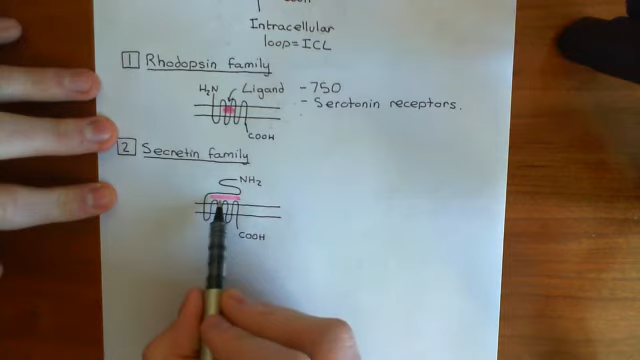 Intracellular
loop = ICL
1 Rhodopsin family
H₂N
Ligand
- 750
- Serotonin receptors.
COOH
2 Secretin family
NH₂
COOH